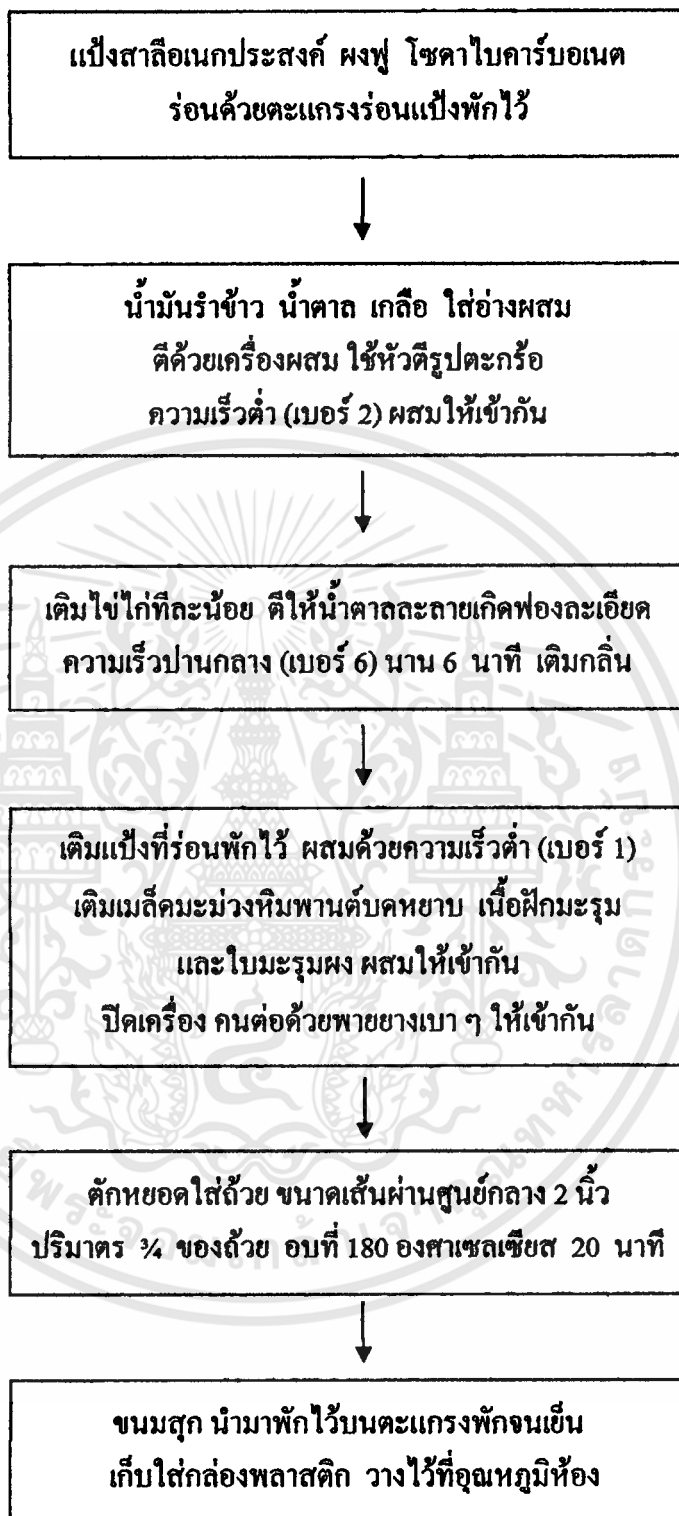 แป้งสาลีอเนกประสงค์ ผงฟู โซดาไบคาร์บอเนต
ร่อนด้วยตะแกรงร่อนแป้งพักไว้
น้ำมันรำข้าว น้ำตาล เกลือ ใส่อ่างผสม
ตีด้วยเครื่องผสม ใช้หัวตีรูปตะกร้อ
ความเร็วต่ำ (เบอร์ 2) ผสมให้เข้ากัน
เติมไข่ไก่ทีละน้อย ตีให้น้ำตาลละลายเกิดฟองละเอียด
ความเร็วปานกลาง (เบอร์ 6) นาน 6 นาที เติมกลิ่น
เติมแป้งที่ร่อนพักไว้ ผสมด้วยความเร็วต่ำ (เบอร์ 1)
เติมเมล็ดมะม่วงหิมพานต์บดหยาบ เนื้อฝักมะรุม
และใบมะรุมผง ผสมให้เข้ากัน
ปิดเครื่อง คนต่อด้วยพายยางเบา ๆ ให้เข้ากัน
ตักหยอดใส่ถ้วย ขนาดเส้นผ่านศูนย์กลาง 2 นิ้ว
ปริมาตร ¾ ของถ้วย อบที่ 180 องศาเซลเซียส 20 นาที
ขนมสุก นำมาพักไว้บนตะแกรงพักจนเย็น
เก็บใส่กล่องพลาสติก วางไว้ที่อุณหภูมิห้อง